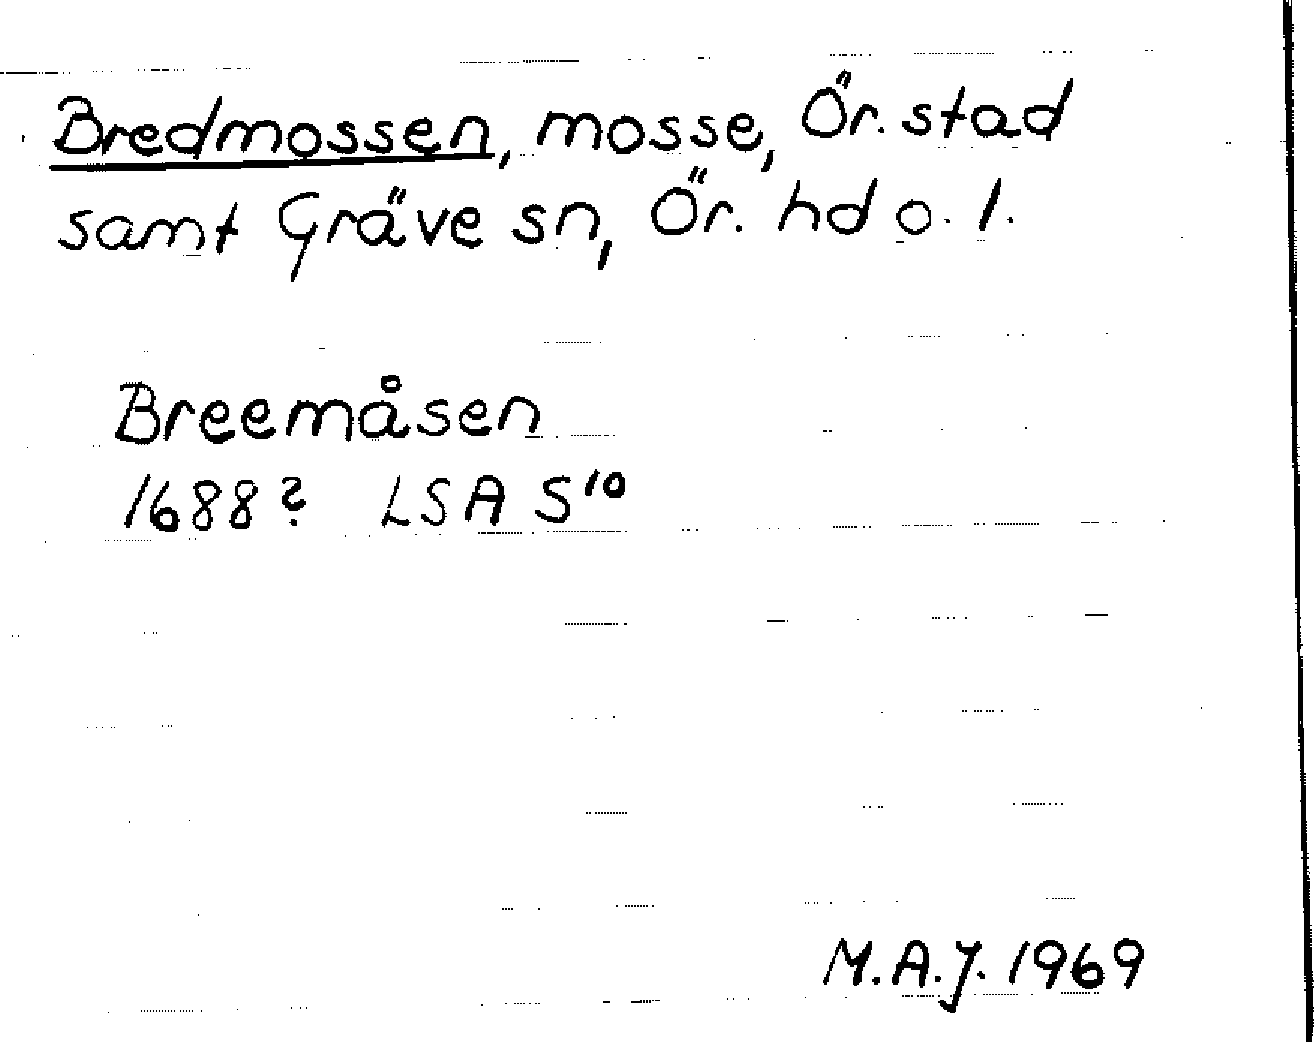 Bredmossen, mosse, Ör. stad
samt Gräve sn, Ör. hd o. l.
Breemåsen
1688? LSA S¹⁰
M.A.J. 1969